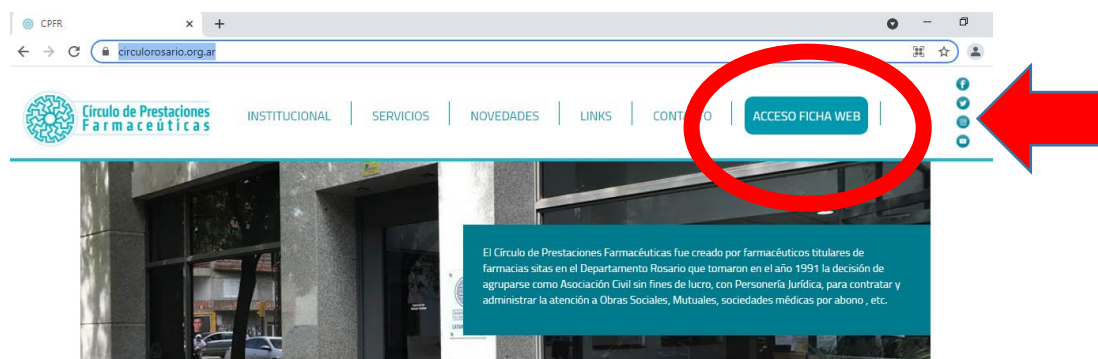 CPFR
circulorosario.org.ar
Círculo de Prestaciones
Farmacéuticas
INSTITUCIONAL
SERVICIOS
NOVEDADES
LINKS
ACCESO FICHA WEB
El Círculo de Prestaciones Farmacéuticas fue creado por farmacéuticos titulares de
farmacias sitas en el Departamento Rosario que tomaron en el año 1991 la decisión de
agruparse como Asociación Civil sin fines de lucro, con Personería Jurídica, para contratar y
administrar la atención a Obras Sociales, Mutuales, sociedades médicas por abono , etc.